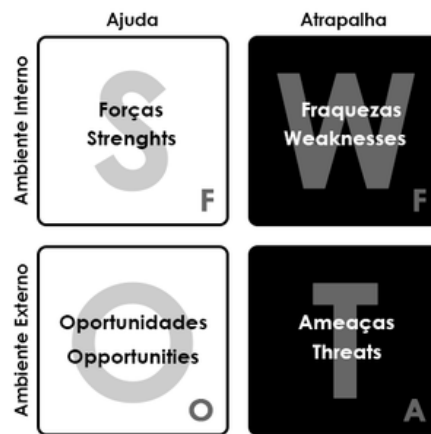 Ajuda
Atrapalha
Ambiente Interno
S
Forças
Strenghts
F
W
Fraquezas
Weaknesses
F
Ambiente Externo
O
Oportunidades
Opportunities
O
T
Ameaças
Threats
A